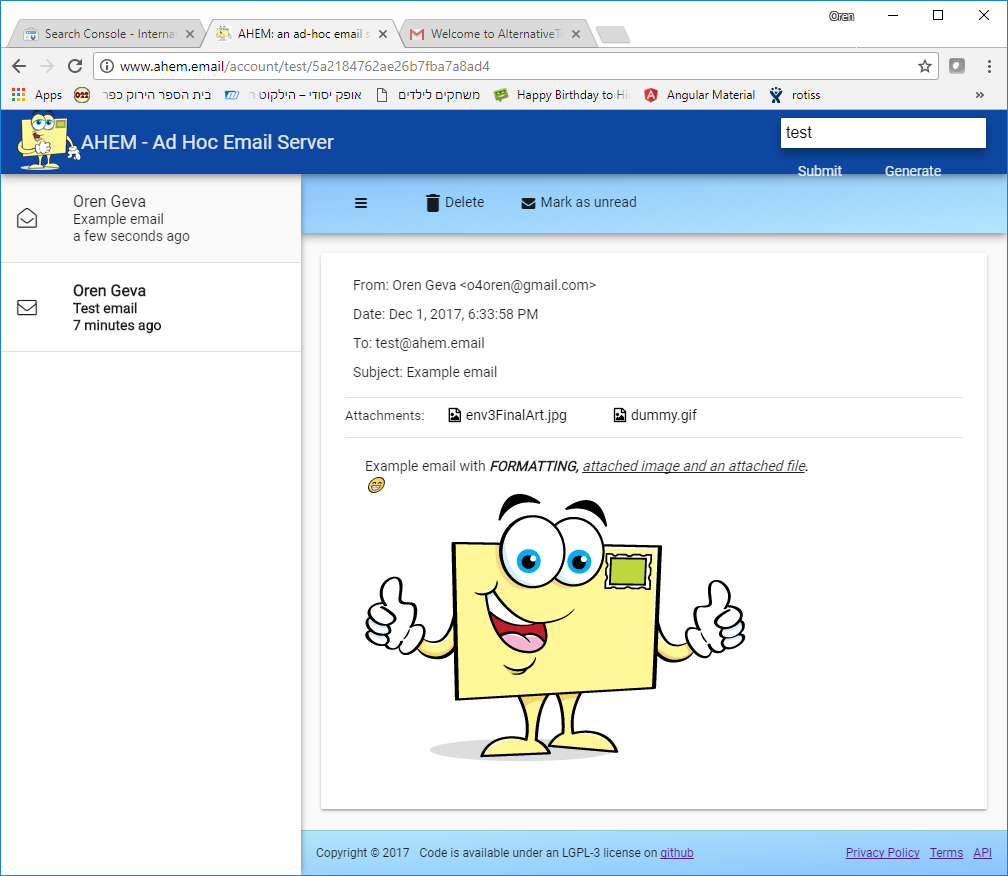 Oren
Search Console - Interna
AHEM: an ad-hoc email s
Welcome to AlternativeTo
www.ahem.email/account/test/5a2184762ae26b7fba7a8ad4
Apps
022
בית הספר הירוק כפר
אופק יסודי – הילקוט ו
משחקים לילדים
Happy Birthday to Hi
Angular Material
rotiss
»
AHEM - Ad Hoc Email Server
test
Submit Generate
Oren Geva
Example email
a few seconds ago
Oren Geva
Test email
7 minutes ago
Delete Mark as unread
From: Oren Geva <o4oren@gmail.com>
Date: Dec 1, 2017, 6:33:58 PM
To: test@ahem.email
Subject: Example email
Attachments: env3FinalArt.jpg dummy.gif
Example email with FORMATTING, attached image and an attached file.
Copyright © 2017 Code is available under an LGPL-3 license on github
Privacy Policy Terms API